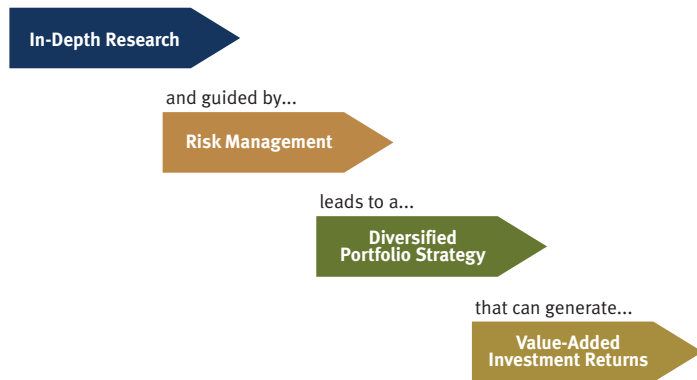 In-Depth Research
and guided by...
Risk Management
leads to a...
Diversified
Portfolio Strategy
that can generate...
Value-Added
Investment Returns